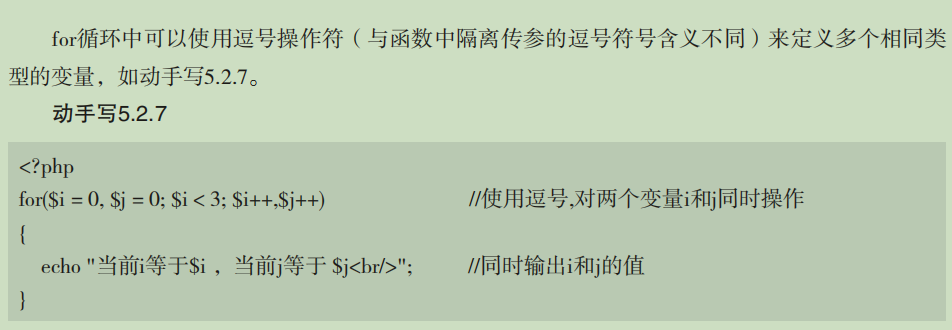 for循环中可以使用逗号操作符（与函数中隔离传参的逗号符号含义不同）来定义多个相同类
型的变量，如动手写5.2.7。
动手写5.2.7
<?php
for($i = 0, $j = 0; $i < 3; $i++,$j++) //使用逗号,对两个变量i和j同时操作
{
echo "当前i等于$i ，当前j等于 $j<br/>"; //同时输出i和j的值
}